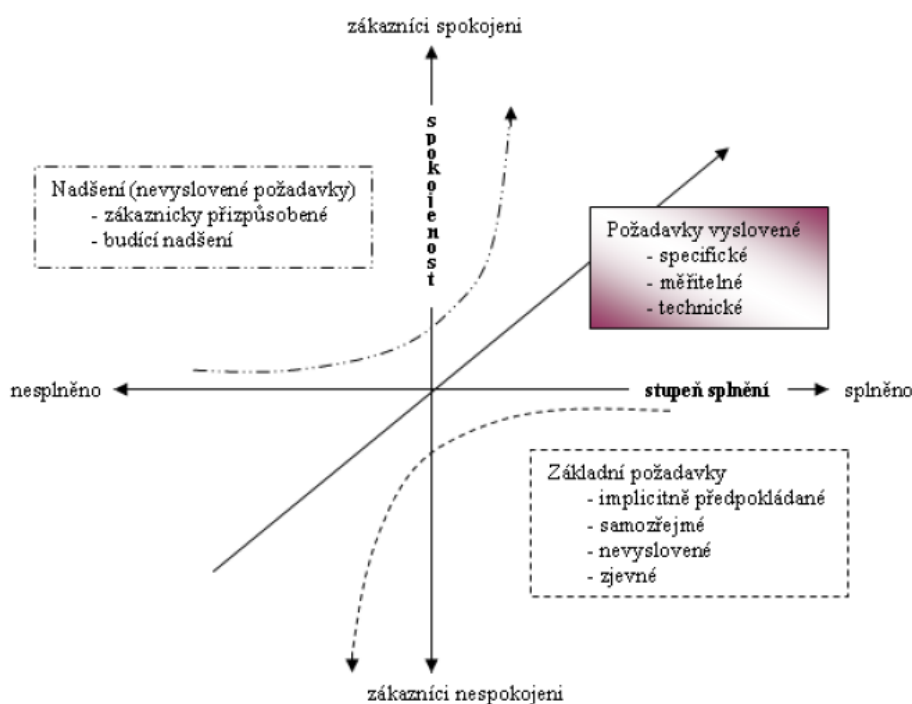 zákazníci spokojeni
spokojenost
Nadšení (nevyslovené požadavky)
- zákaznicky přizpůsobené
- budící nadšení
Požadavky vyslovené
- specifické
- měřitelné
- technické
nesplněno
stupeň splnění
splněno
Základní požadavky
- implicitně předpokládané
- samozřejmé
- nevyslovené
- zjevné
zákazníci nespokojeni